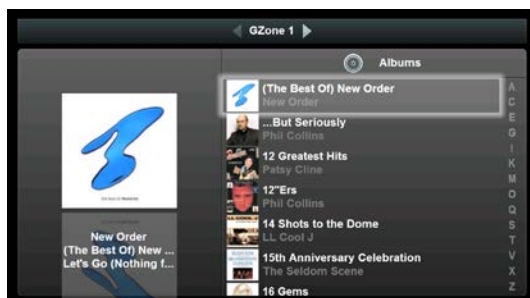 GZone 1
Albums
(The Best Of) New Order
New Order
...But Seriously
Phil Collins
12 Greatest Hits
Patsy Cline
12"Ers
Phil Collins
14 Shots to the Dome
LL Cool J
15th Anniversary Celebration
The Seldom Scene
16 Gems
A
C
E
G
I
K
M
O
Q
S
T
V
X
Z
New Order
(The Best Of) New ...
Let's Go (Nothing f...